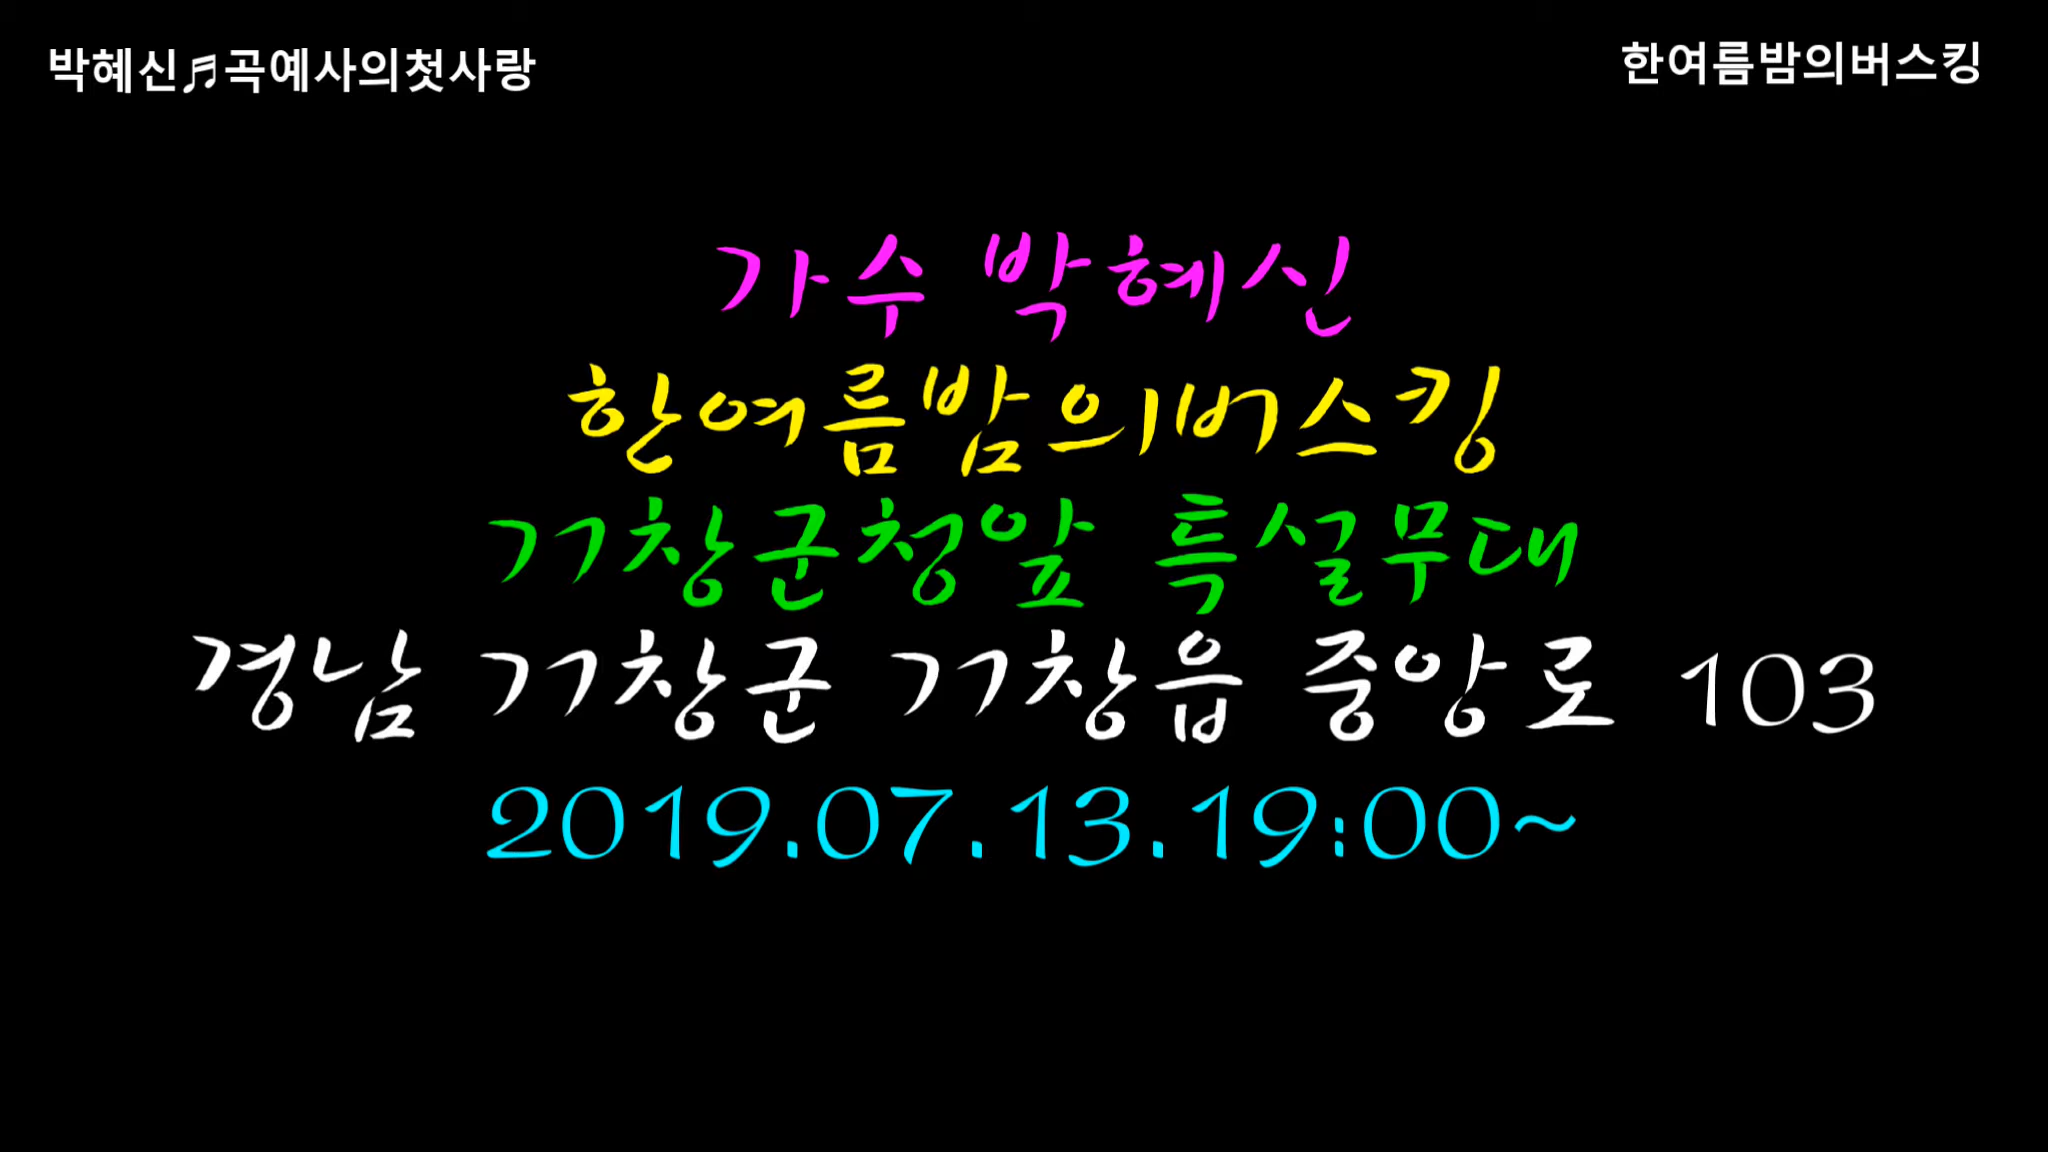 박혜신♬곡예사의첫사랑
한여름밤의버스킹
가수 박혜신
한여름밤의버스킹
거창군청앞 특설무대
경남 거창군 거창읍 중앙로 103
2019.07.13.19:00~